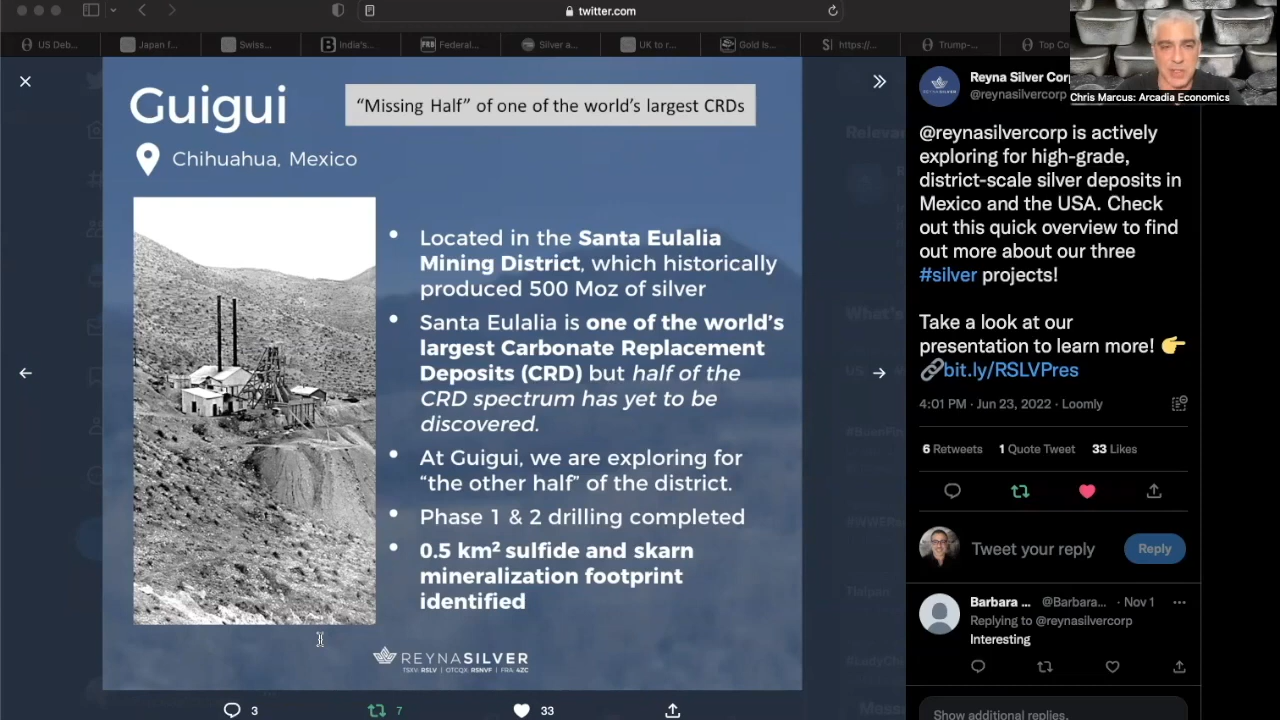 twitter.com
US Deb...
Japan f...
Swiss...
India's...
Federal...
Silver a...
UK to r...
Gold Is...
https://...
Trump-...
Top Co
Chris Marcus: Arcadia Economics
Guigui
“Missing Half” of one of the world’s largest CRDs
Chihuahua, Mexico
Located in the Santa Eulalia
Mining District, which historically
produced 500 Moz of silver
Santa Eulalia is one of the world’s
largest Carbonate Replacement
Deposits (CRD) but half of the
CRD spectrum has yet to be
discovered.
At Guigui, we are exploring for
“the other half” of the district.
Phase 1 & 2 drilling completed
0.5 km² sulfide and skarn
mineralization footprint
identified
REYNASILVER
TSXV: RSLV | OTCQX: RSNVF | FRA: 4ZC
3
7
33
Reyna Silver Corp
@reynasilvercorp
@reynasilvercorp is actively
exploring for high-grade,
district-scale silver deposits in
Mexico and the USA. Check
out this quick overview to find
out more about our three
#silver projects!
Take a look at our
presentation to learn more! 👉
🔗bit.ly/RSLVPres
4:01 PM · Jun 23, 2022 · Loomly
6 Retweets 1 Quote Tweet 33 Likes
Tweet your reply
Reply
Barbara ... @Barbara... · Nov 1
Replying to @reynasilvercorp
Interesting
Show additional replies,